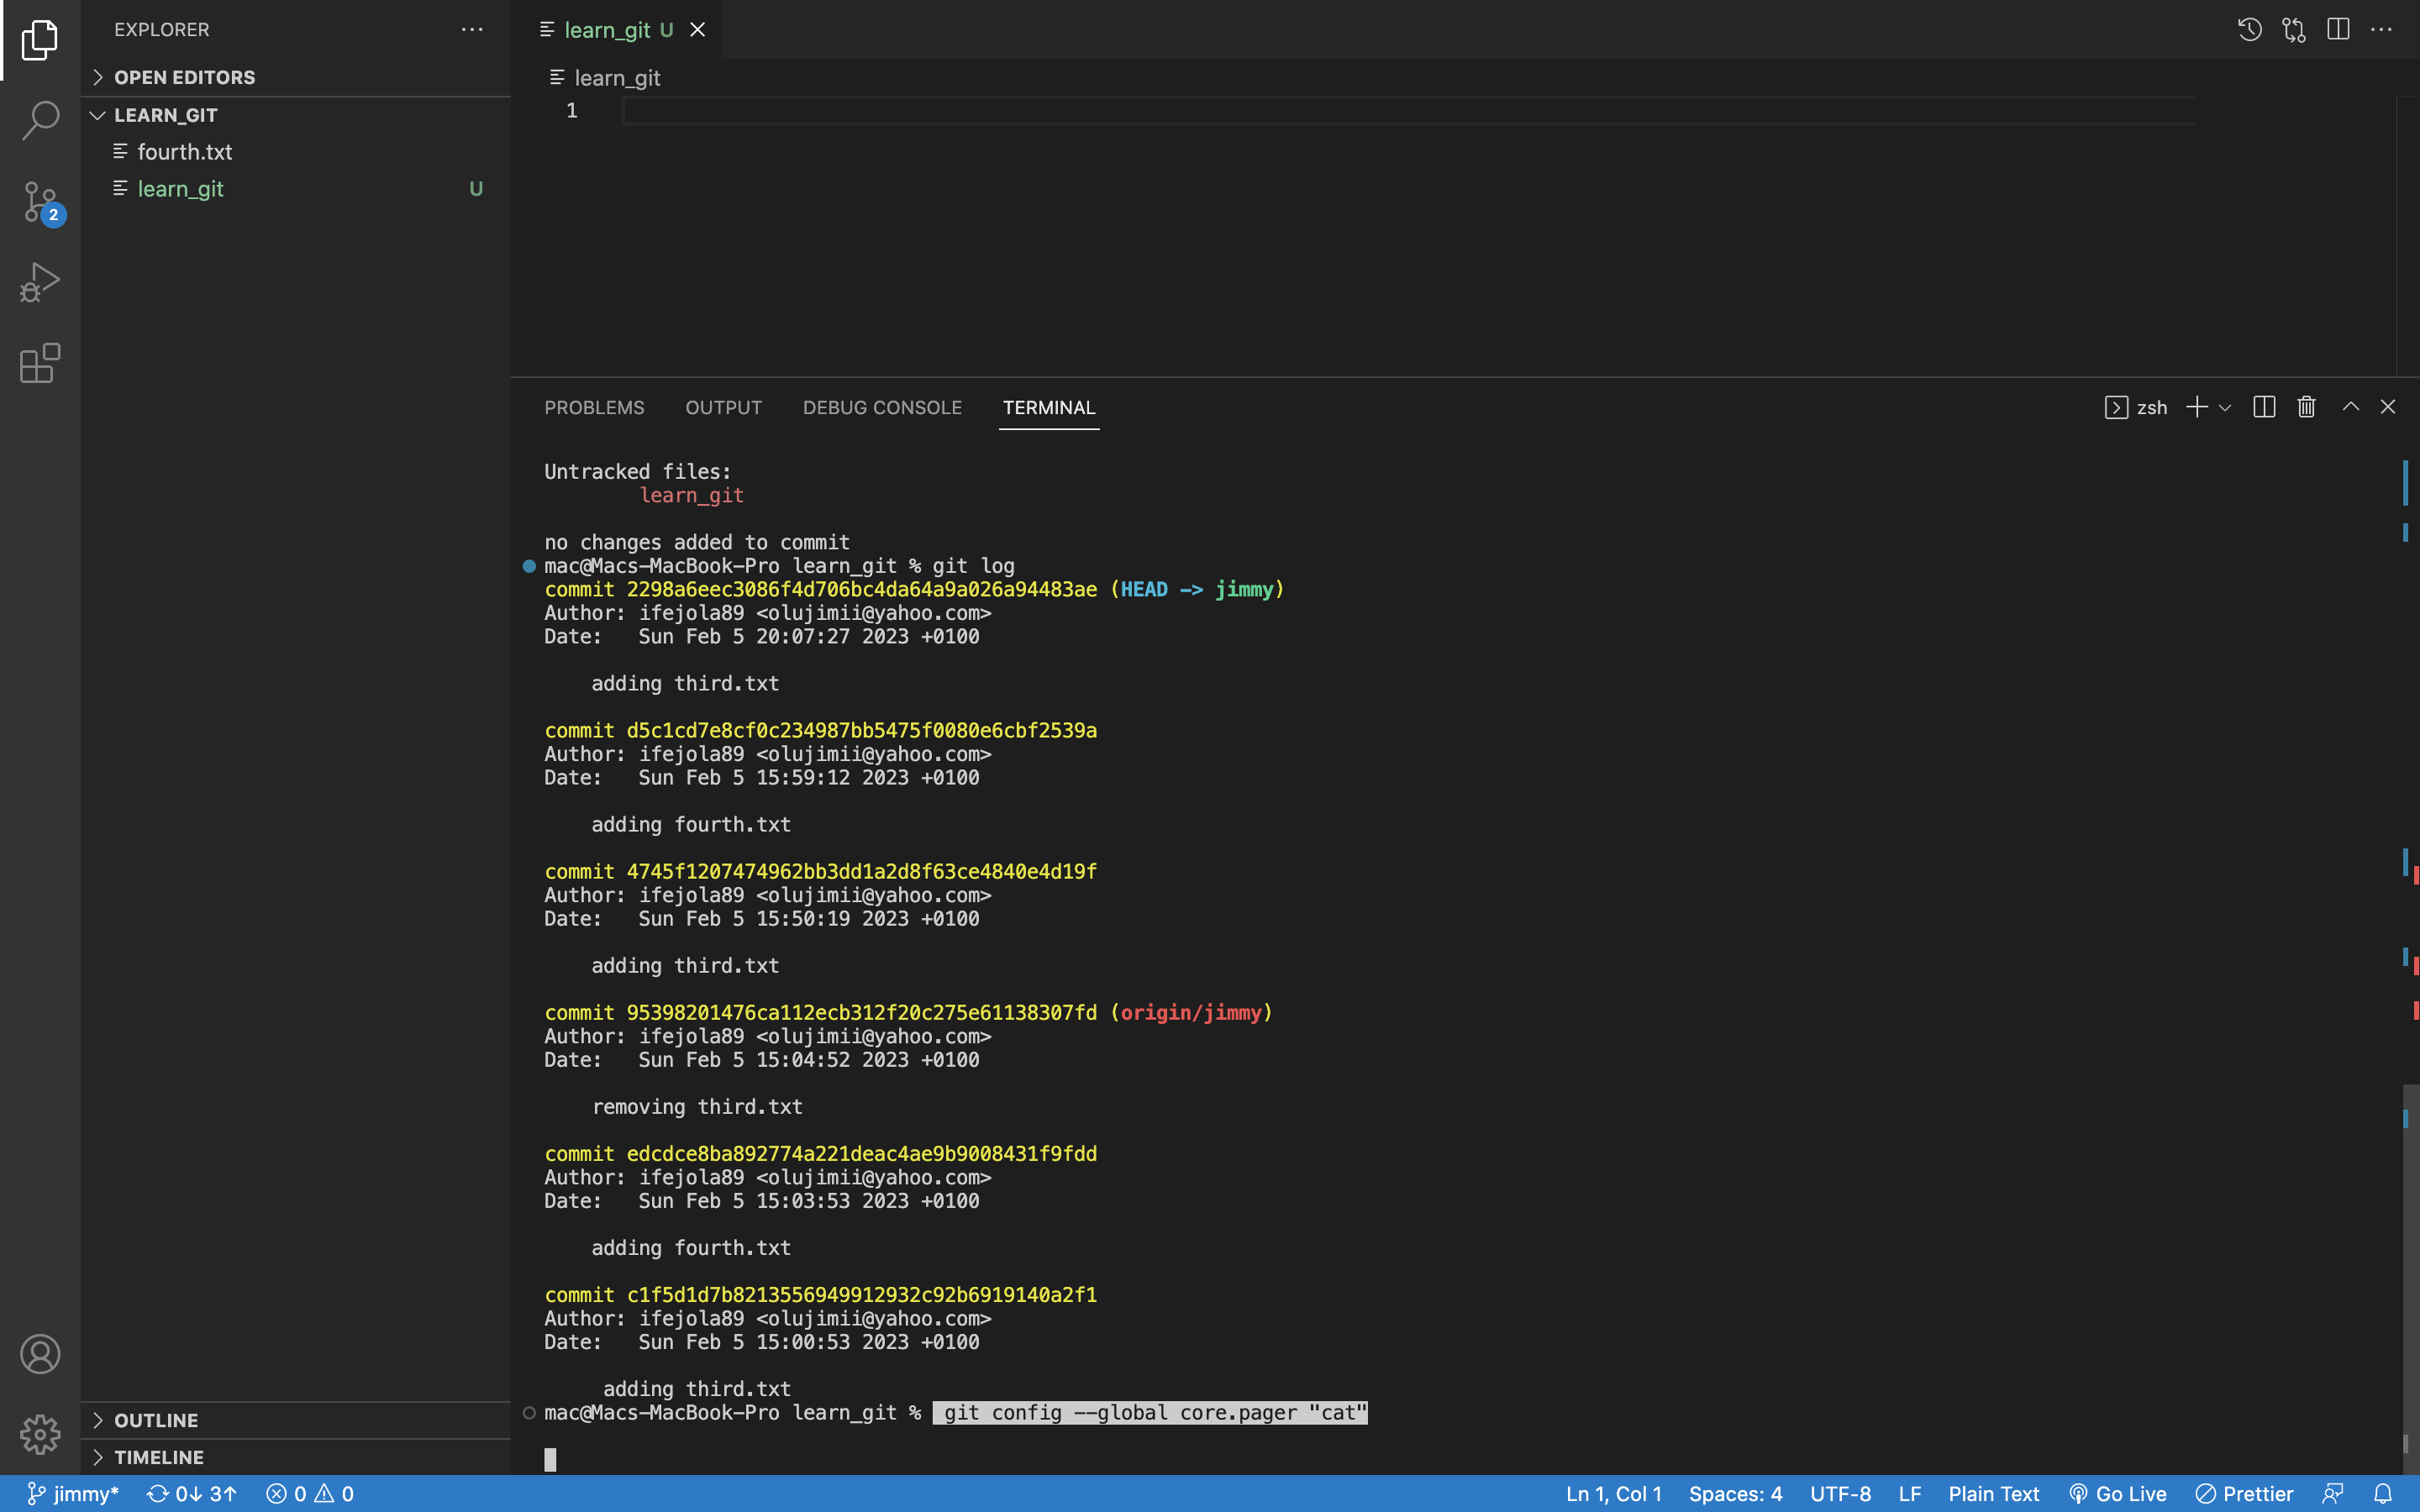 EXPLORER
OPEN EDITORS
LEARN_GIT
fourth.txt
learn_git U
2
learn_git U
learn_git
1
PROBLEMS OUTPUT DEBUG CONSOLE TERMINAL
zsh
Untracked files:
learn_git
no changes added to commit
mac@Macs-MacBook-Pro learn_git % git log
commit 2298a6eec3086f4d706bc4da64a9a026a94483ae (HEAD -> jimmy)
Author: ifejola89 <olujimii@yahoo.com>
Date:   Sun Feb 5 20:07:27 2023 +0100
adding third.txt
commit d5c1cd7e8cf0c234987bb5475f0080e6cbf2539a
Author: ifejola89 <olujimii@yahoo.com>
Date:   Sun Feb 5 15:59:12 2023 +0100
adding fourth.txt
commit 4745f1207474962bb3dd1a2d8f63ce4840e4d19f
Author: ifejola89 <olujimii@yahoo.com>
Date:   Sun Feb 5 15:50:19 2023 +0100
adding third.txt
commit 95398201476ca112ecb312f20c275e61138307fd (origin/jimmy)
Author: ifejola89 <olujimii@yahoo.com>
Date:   Sun Feb 5 15:04:52 2023 +0100
removing third.txt
commit edcdce8ba892774a221deac4ae9b9008431f9fdd
Author: ifejola89 <olujimii@yahoo.com>
Date:   Sun Feb 5 15:03:53 2023 +0100
adding fourth.txt
commit c1f5d1d7b8213556949912932c92b6919140a2f1
Author: ifejola89 <olujimii@yahoo.com>
Date:   Sun Feb 5 15:00:53 2023 +0100
adding third.txt
mac@Macs-MacBook-Pro learn_git % git config --global core.pager "cat"
OUTLINE
TIMELINE
jimmy* 0↓ 3↑ 0 0 Ln 1, Col 1 Spaces: 4 UTF-8 LF Plain Text Go Live Prettier